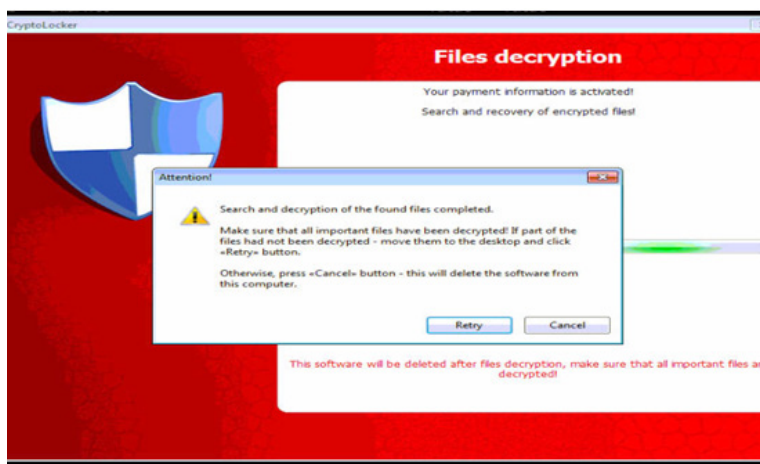 CryptoLocker
Files decryption
Your payment information is activated!
Search and recovery of encrypted files!
Attention!
Search and decryption of the found files completed.
Make sure that all important files have been decrypted! If part of the
files had not been decrypted - move them to the desktop and click
«Retry» button.
Otherwise, press «Cancel» button - this will delete the software from
this computer.
Retry
Cancel
This software will be deleted after files decryption, make sure that all important files a
decrypted!